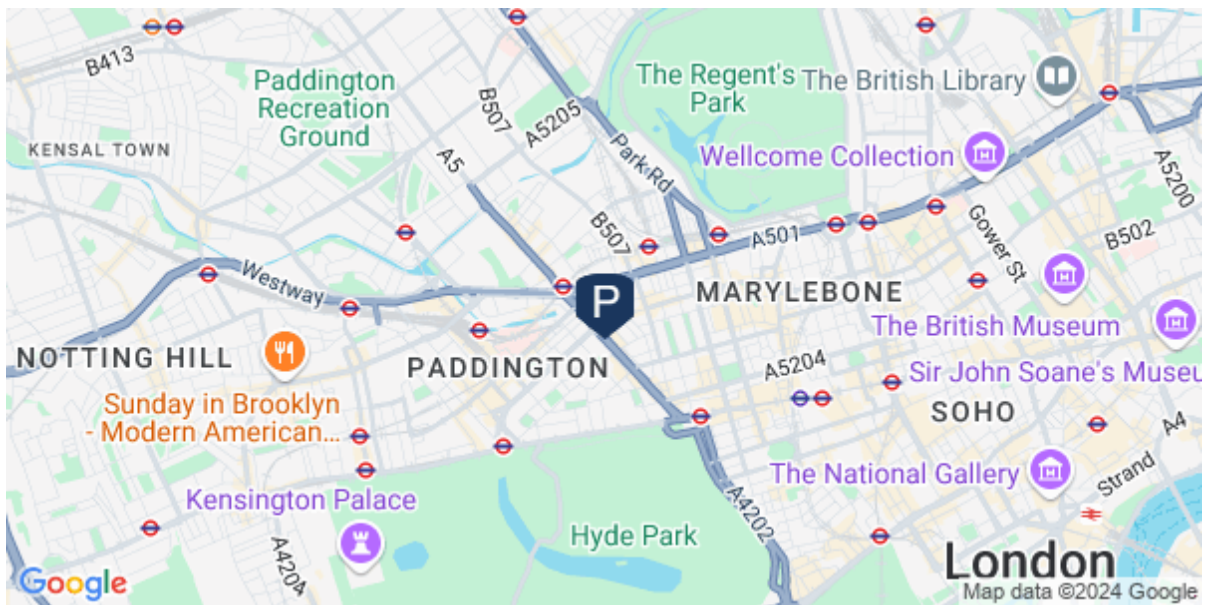 B413
Paddington
Recreation
Ground
B507
A5205
The Regent's
Park
The British Library
KENSAL TOWN
A5
Park Rd
Wellcome Collection
A5200
B507
A501
Gower St
B502
Westway
P
MARYLEBONE
The British Museum
NOTTING HILL
PADDINGTON
A5204
Sir John Soane's Museu
Sunday in Brooklyn
- Modern American...
SOHO
A4
The National Gallery
Strand
Kensington Palace
A4202
Hyde Park
A4204
London
Google
Map data ©2024 Google